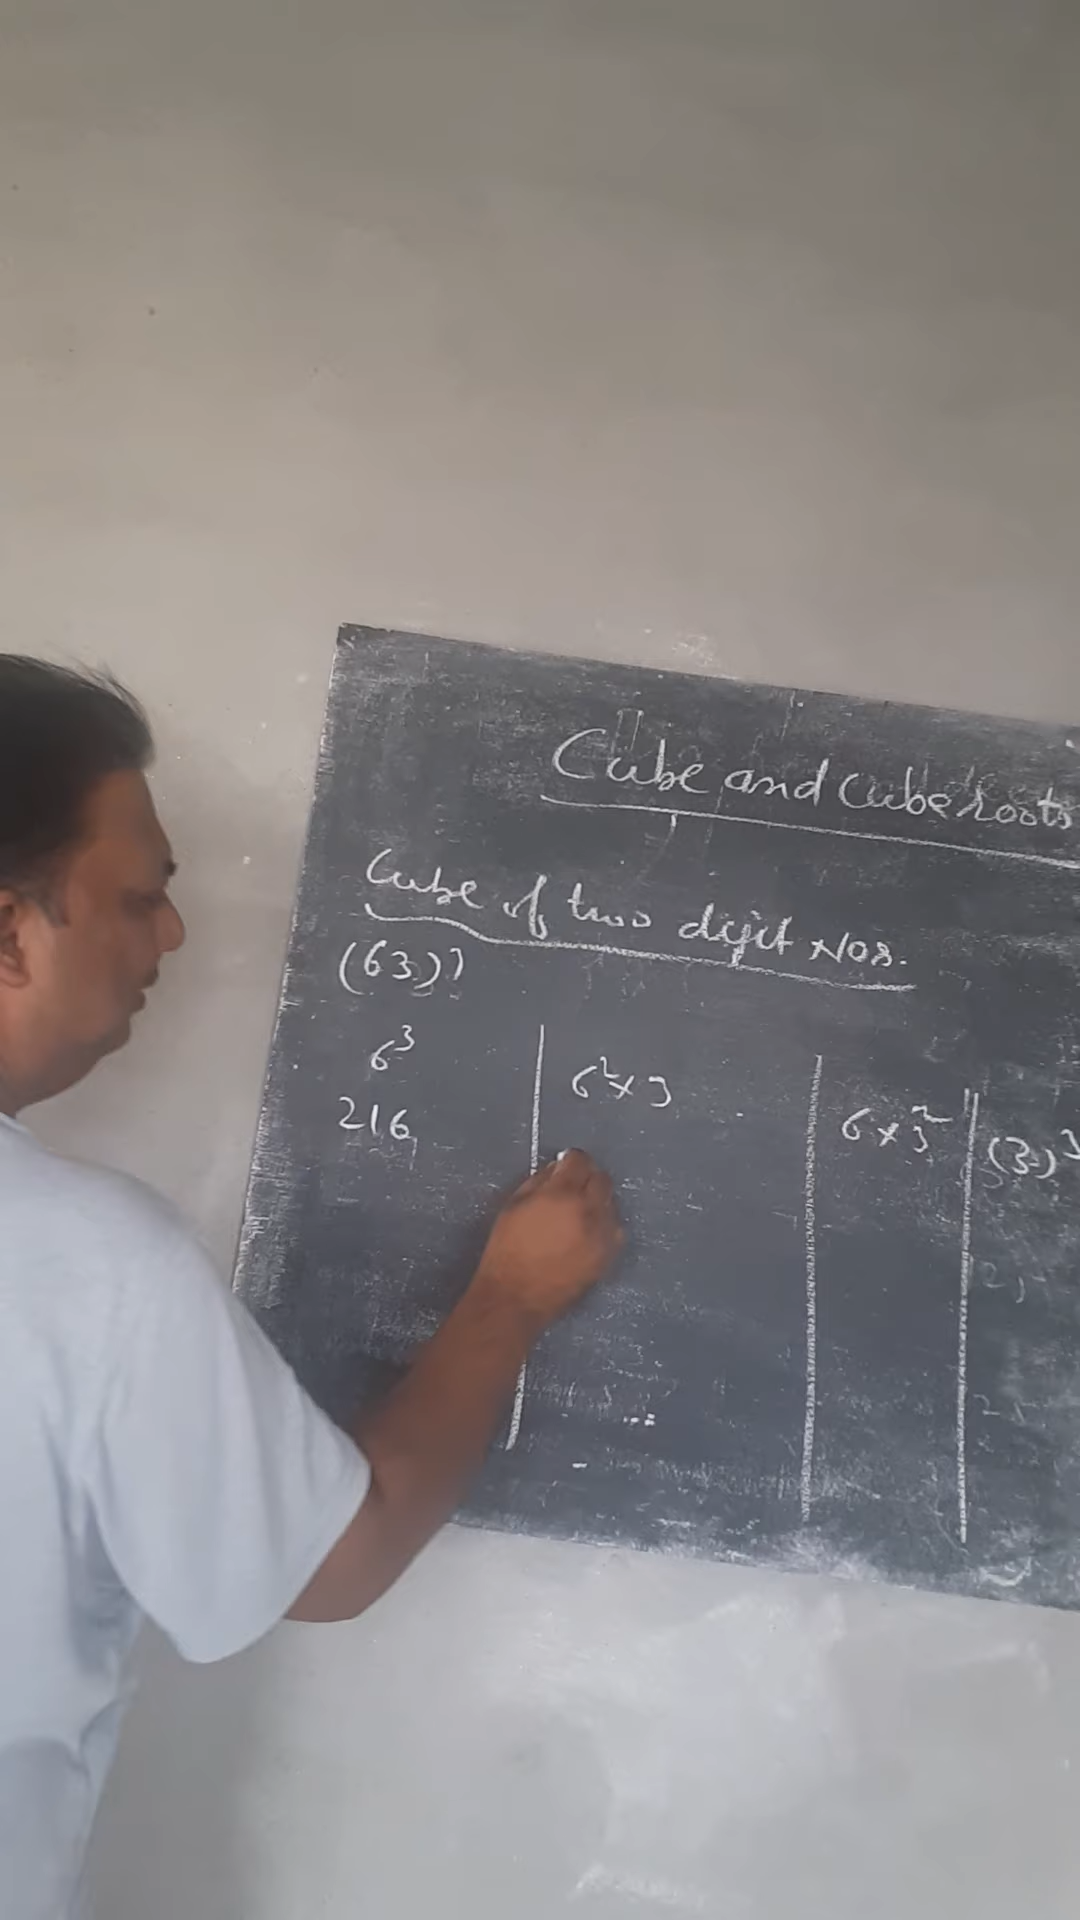 Cube and Cube roots
Cube of two digit Nos.
(63)³
6³ 6² × 3 6 × 3² (3)³
216